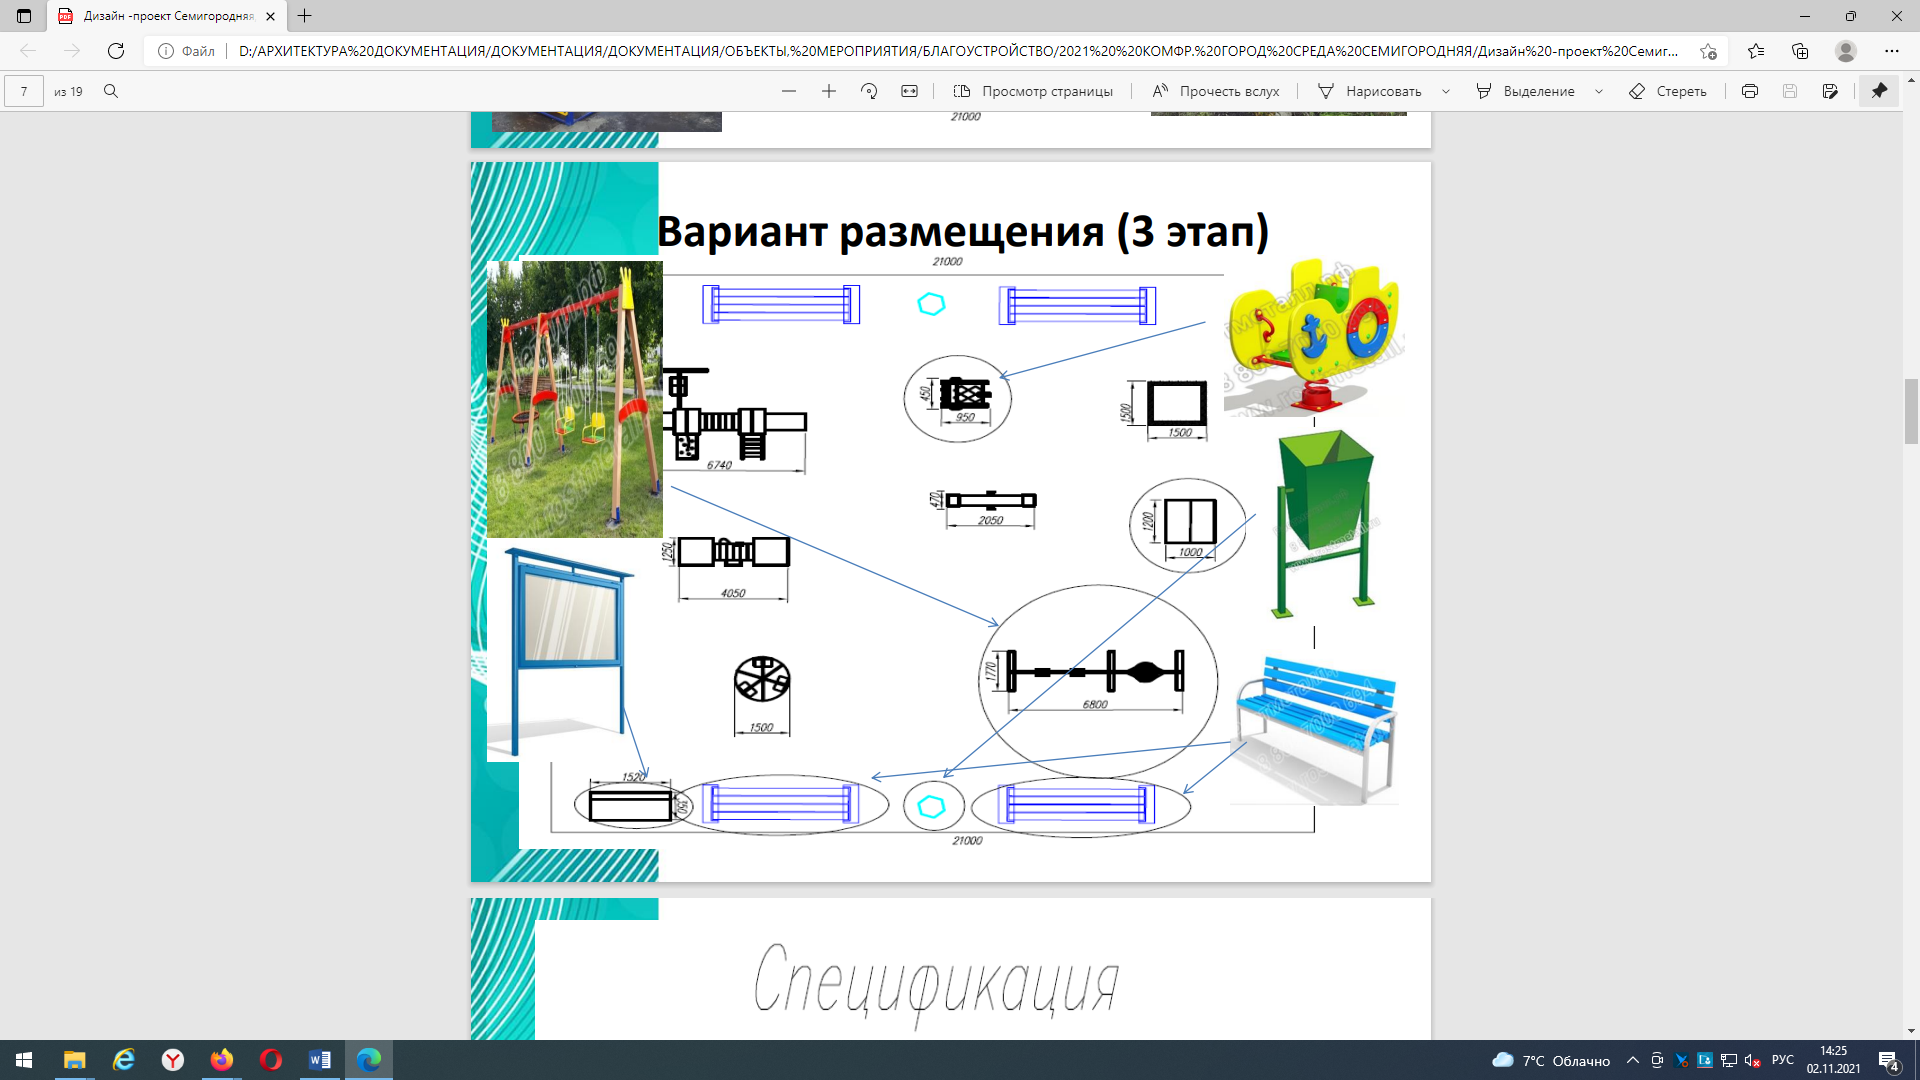 Дизайн -проект Семигородняя,
Файл
D:/АРХИТЕКТУРА%20ДОКУМЕНТАЦИЯ/ДОКУМЕНТАЦИЯ/ДОКУМЕНТАЦИЯ/ОБЪЕКТЫ,%20МЕРОПРИЯТИЯ/БЛАГОУСТРОЙСТВО/2021%20%20КОМФР.%20ГОРОД%20СРЕДА%20СЕМИГОРОДНЯЯ/Дизайн%20-проект%20Семиг...
7 из 19
Просмотр страницы
Прочесть вслух
Нарисовать
Выделение
Стереть
21000
Вариант размещения (3 этап)
21000
450
950
1500
1500
6740
470
2050
1200
1000
1250
4050
1770
6800
1500
1520
350
21000
Спецификация
7°C Облачно
РУС
14:25
02.11.2021
4